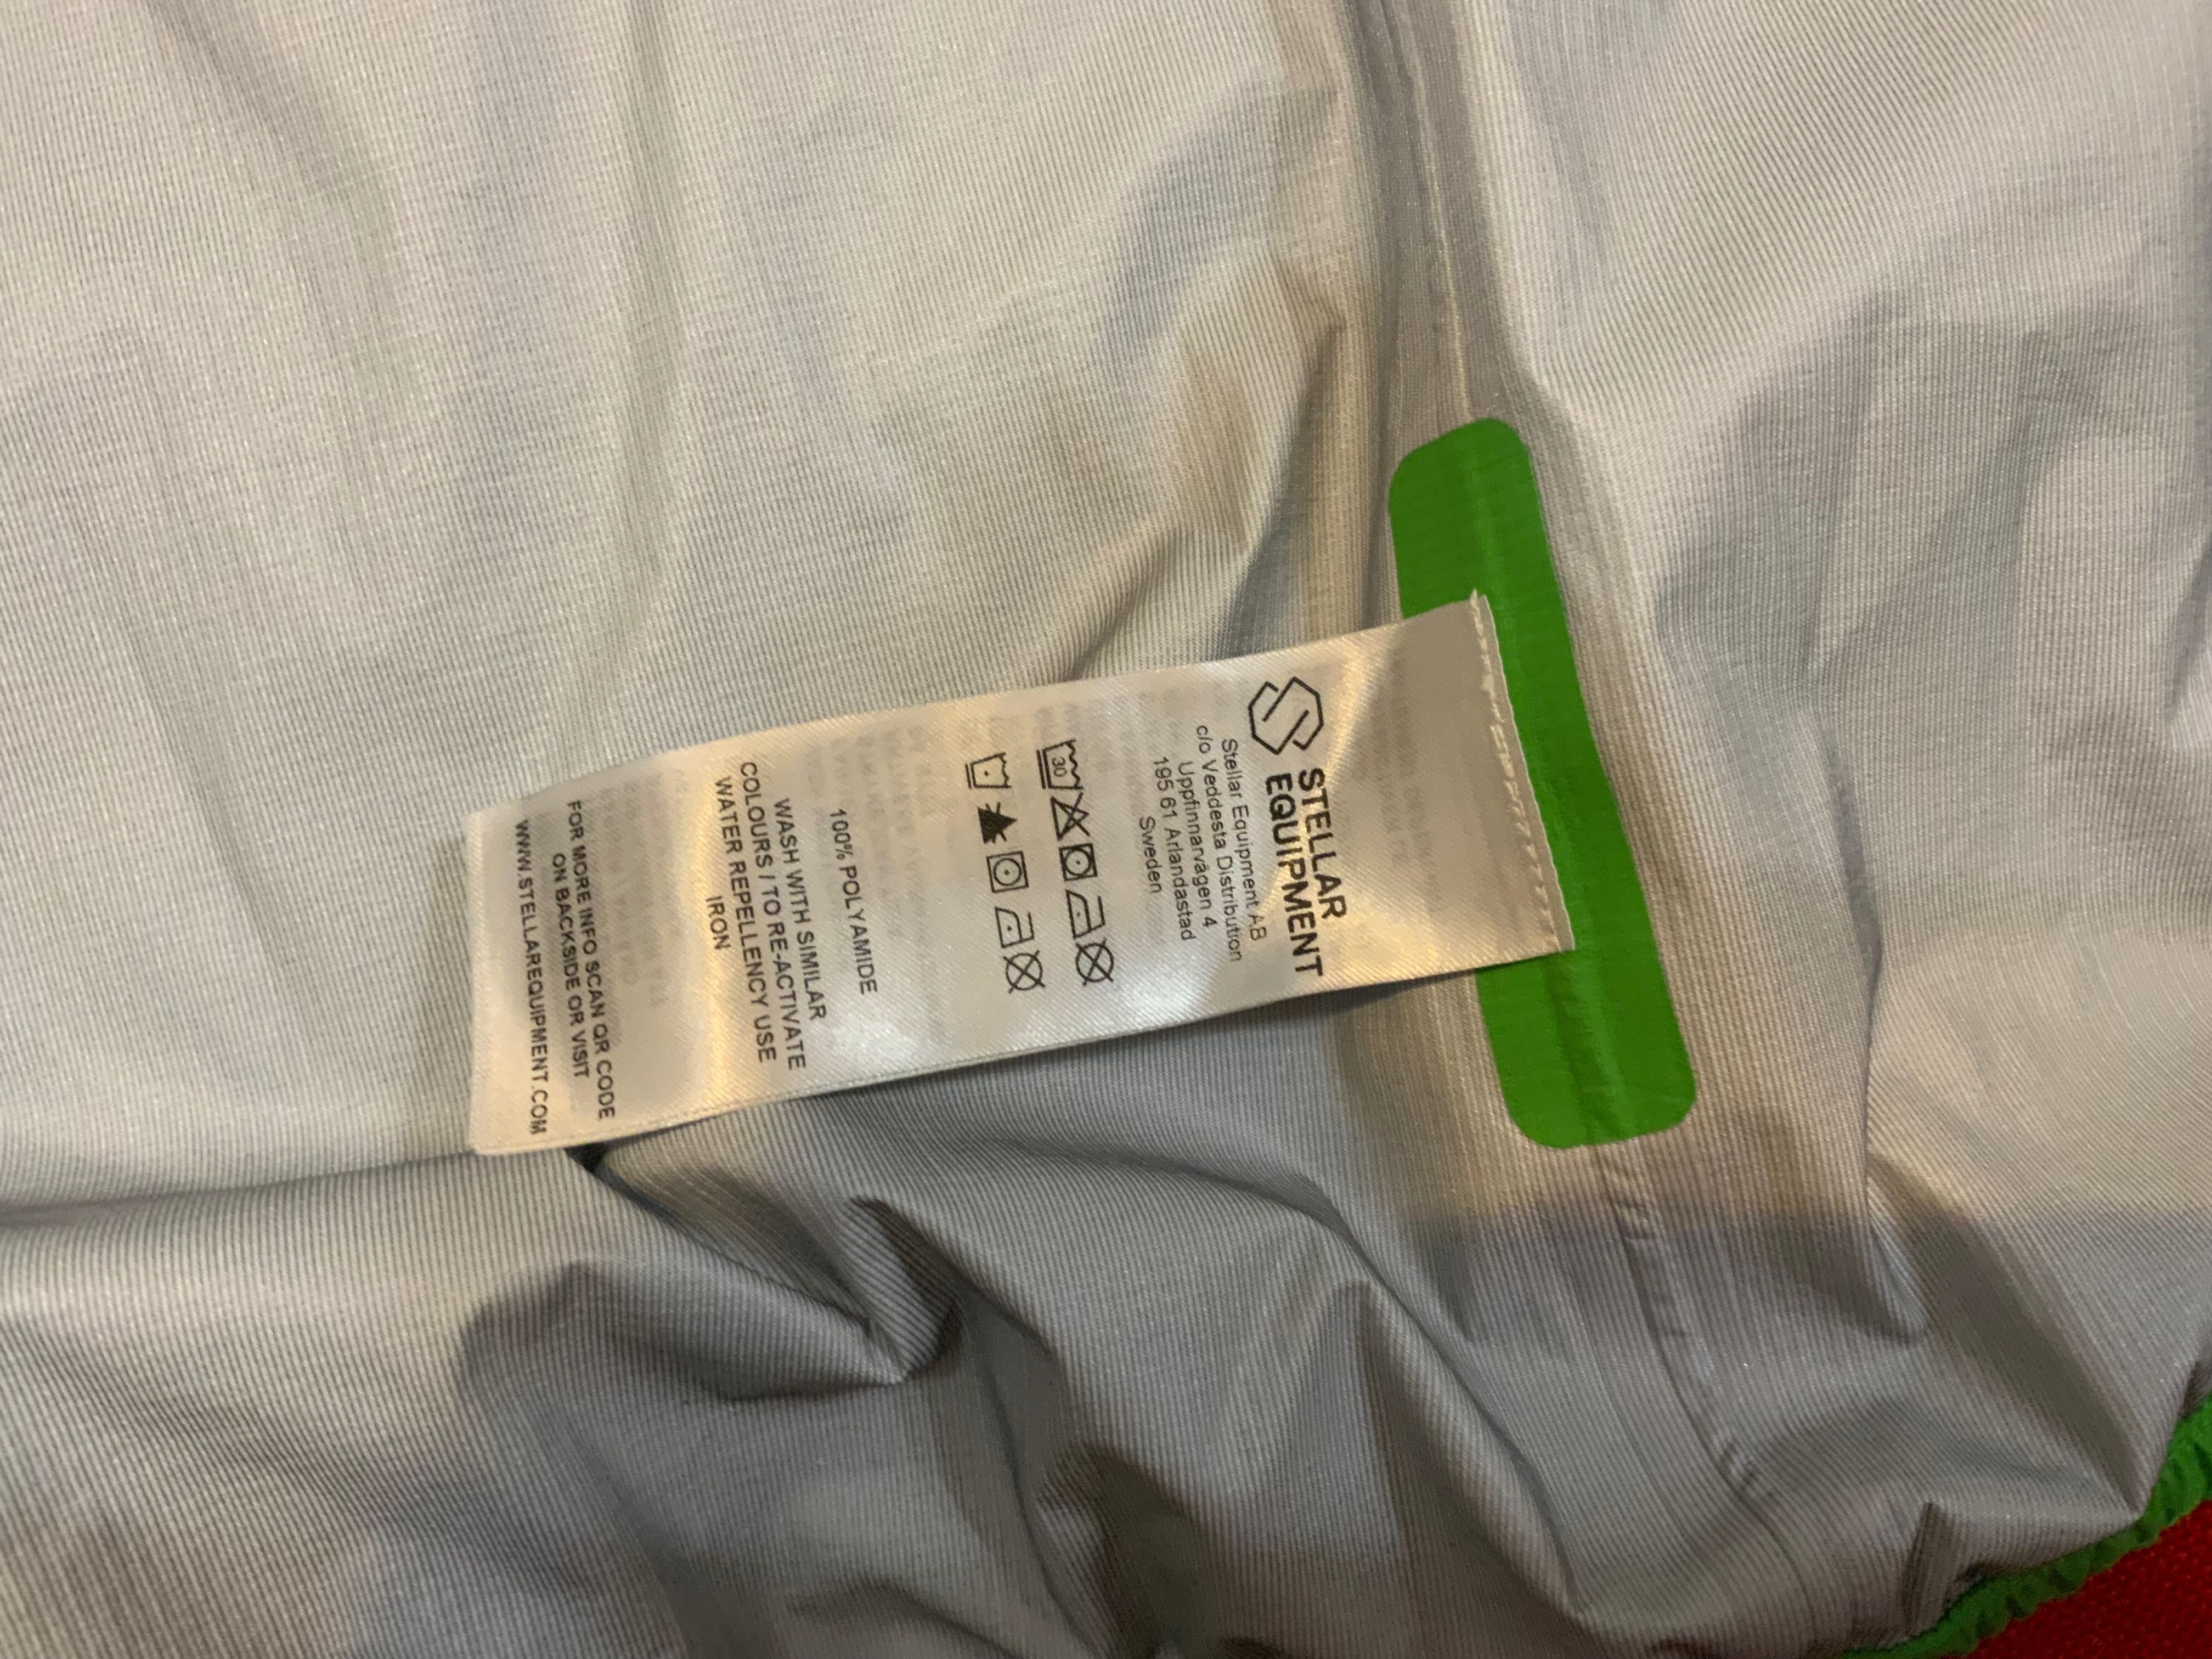 STELLAR
EQUIPMENT
Stellar Equipment AB
c/o Veddesta Distribution
Uppfinnarvägen 4
195 61 Arlandastad
Sweden
30
100% POLYAMIDE
WASH WITH SIMILAR
COLOURS / TO RE-ACTIVATE
WATER REPELLENCY USE
IRON
FOR MORE INFO SCAN QR CODE
ON BACKSIDE OR VISIT
WWW.STELLAREQUIPMENT.COM